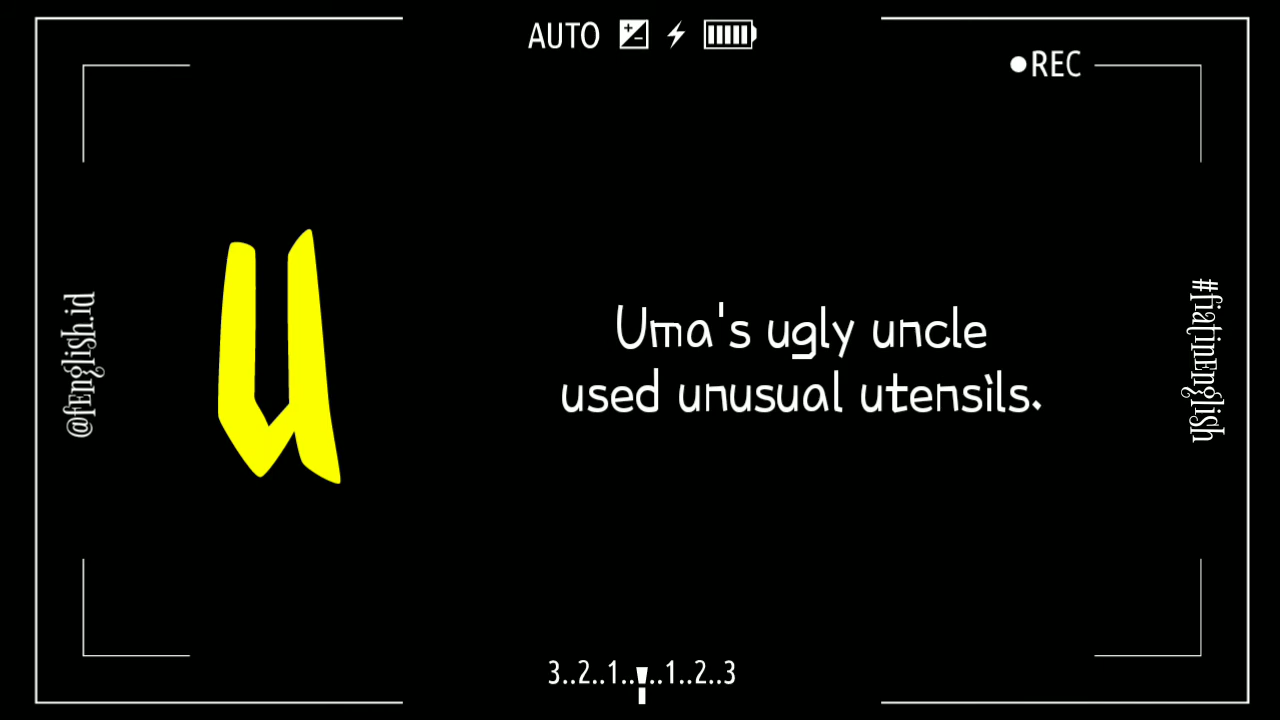 AUTO
●REC
@fEnglish.id
u
Uma's ugly uncle
used unusual utensils.
#fiatinEnglish
3..2..1....1..2..3